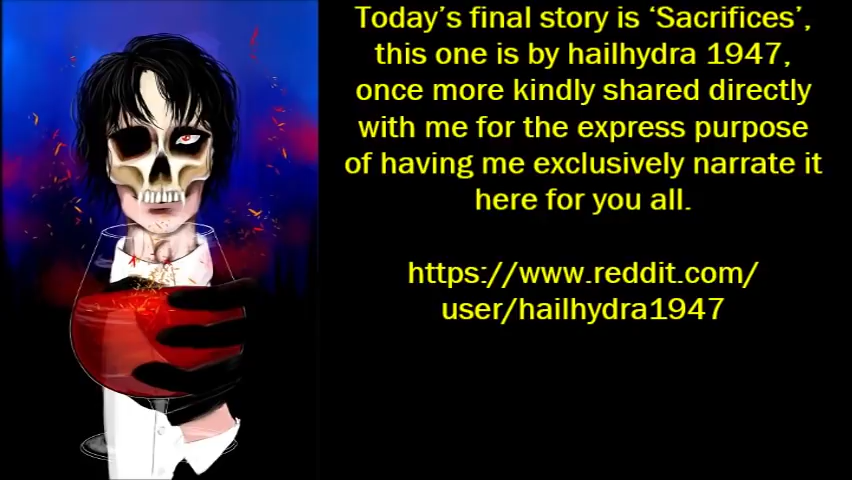 Today's final story is ‘Sacrifices’,
this one is by hailhydra 1947,
once more kindly shared directly
with me for the express purpose
of having me exclusively narrate it
here for you all.
https://www.reddit.com/
user/hailhydra1947